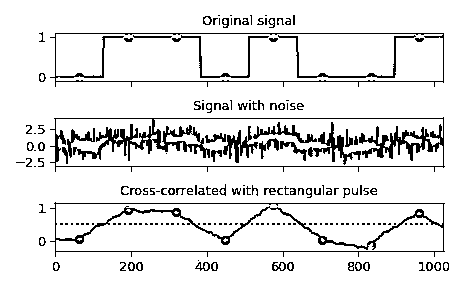 Original signal
1
0
Signal with noise
2.5
0.0
−2.5
Cross-correlated with rectangular pulse
1
0
0 200 400 600 800 1000